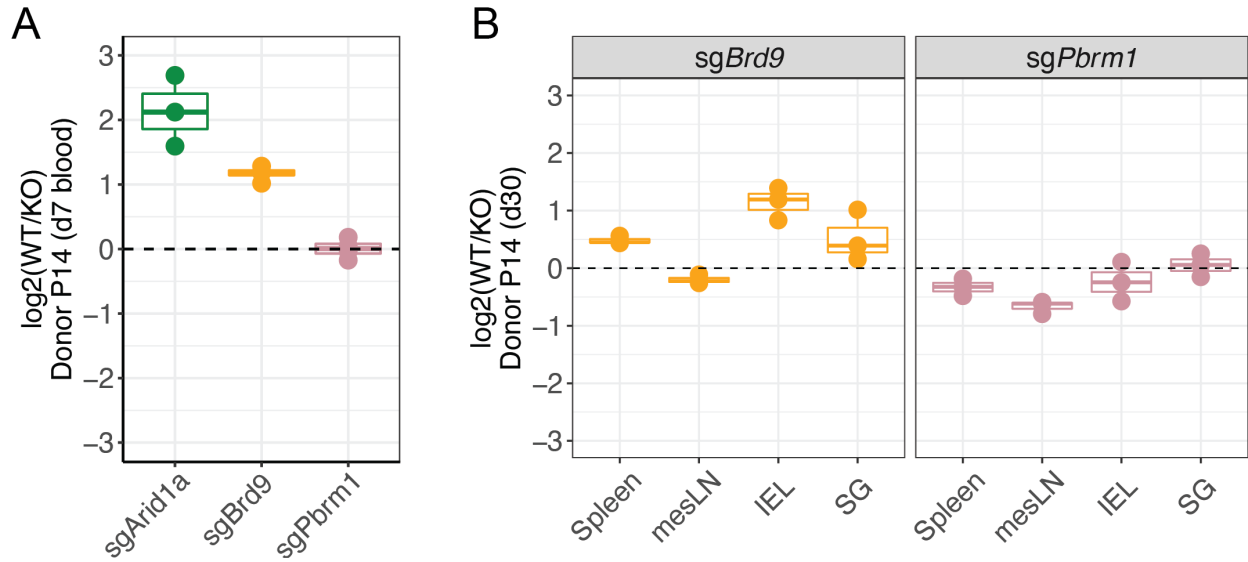 A
log2(WT/KO)
Donor P14 (d7 blood)
3
2
1
0
−1
−2
−3
sgArid1a
sgBrd9
sgPbrm1
B
log2(WT/KO)
Donor P14 (d30)
sgBrd9
sgPbrm1
3
2
1
0
−1
−2
−3
Spleen
mesLN
IEL
SG
Spleen
mesLN
IEL
SG